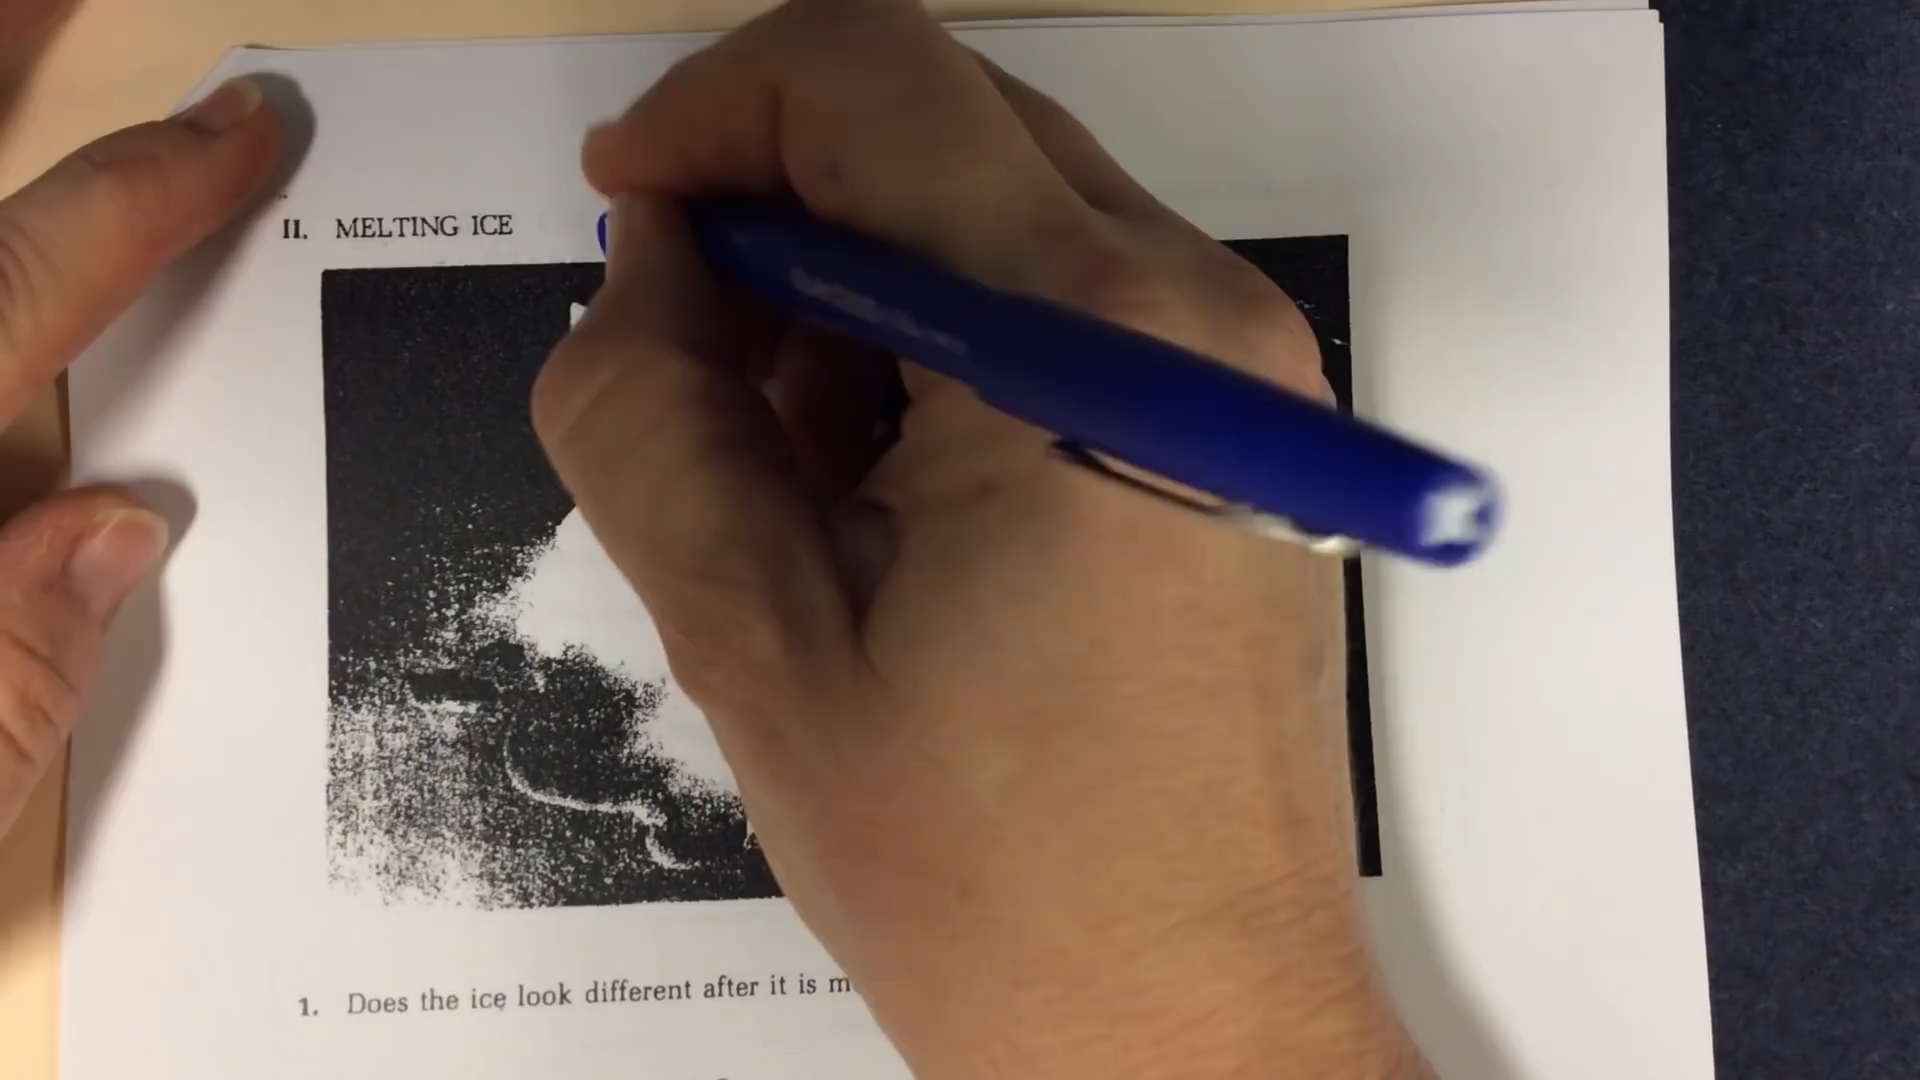 II. MELTING ICE
1. Does the ice look different after it is